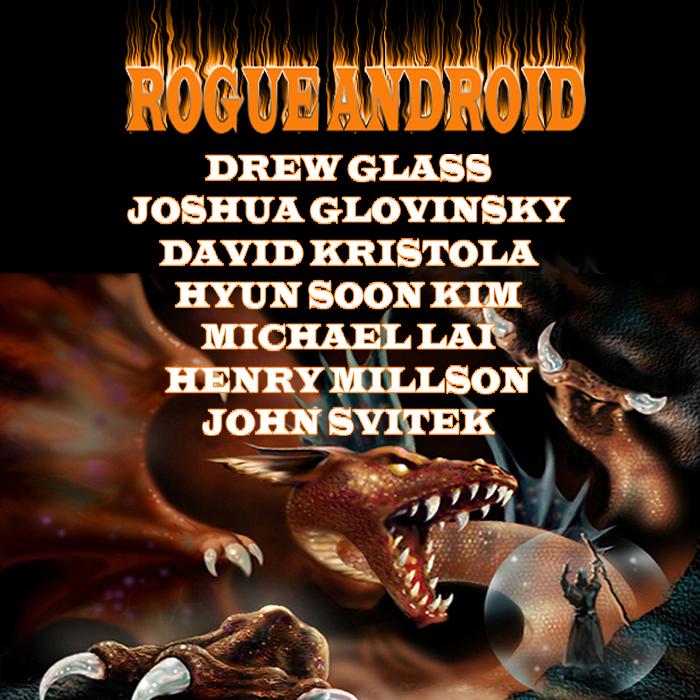 ROGUE ANDROID
DREW GLASS
JOSHUA GLOVINSKY
DAVID KRISTOLA
HYUN SOON KIM
MICHAEL LAI
HENRY MILLSON
JOHN SVITEK